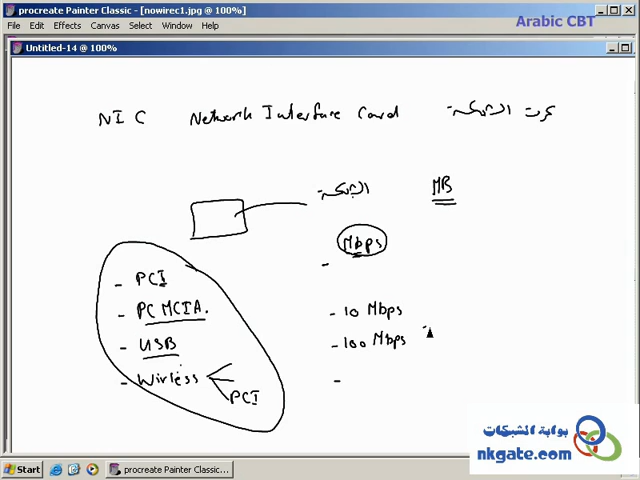 procreate Painter Classic - [nowirec1.jpg @ 100%]
Arabic CBT
File Edit Effects Canvas Select Window Help
Untitled-14 @ 100%
NIC Network Interface Card كرت الشبكة
الشبكة MB
Mbps
-
- PCI
- PCMCIA.
- USB
- Wirless
PCI
- 10 Mbps
- 100 Mbps
-
بوابة الشبكات
nkgate.com
Start procreate Painter Classic...